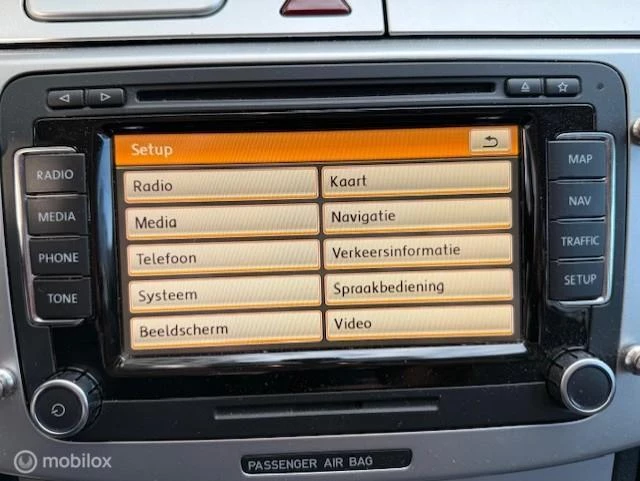 Setup
RADIO
MEDIA
PHONE
TONE
Radio
Kaart
Media
Navigatie
Telefoon
Verkeersinformatie
Systeem
Spraakbediening
Beeldscherm
Video
MAP
NAV
TRAFFIC
SETUP
PASSENGER AIR BAG
mobilox